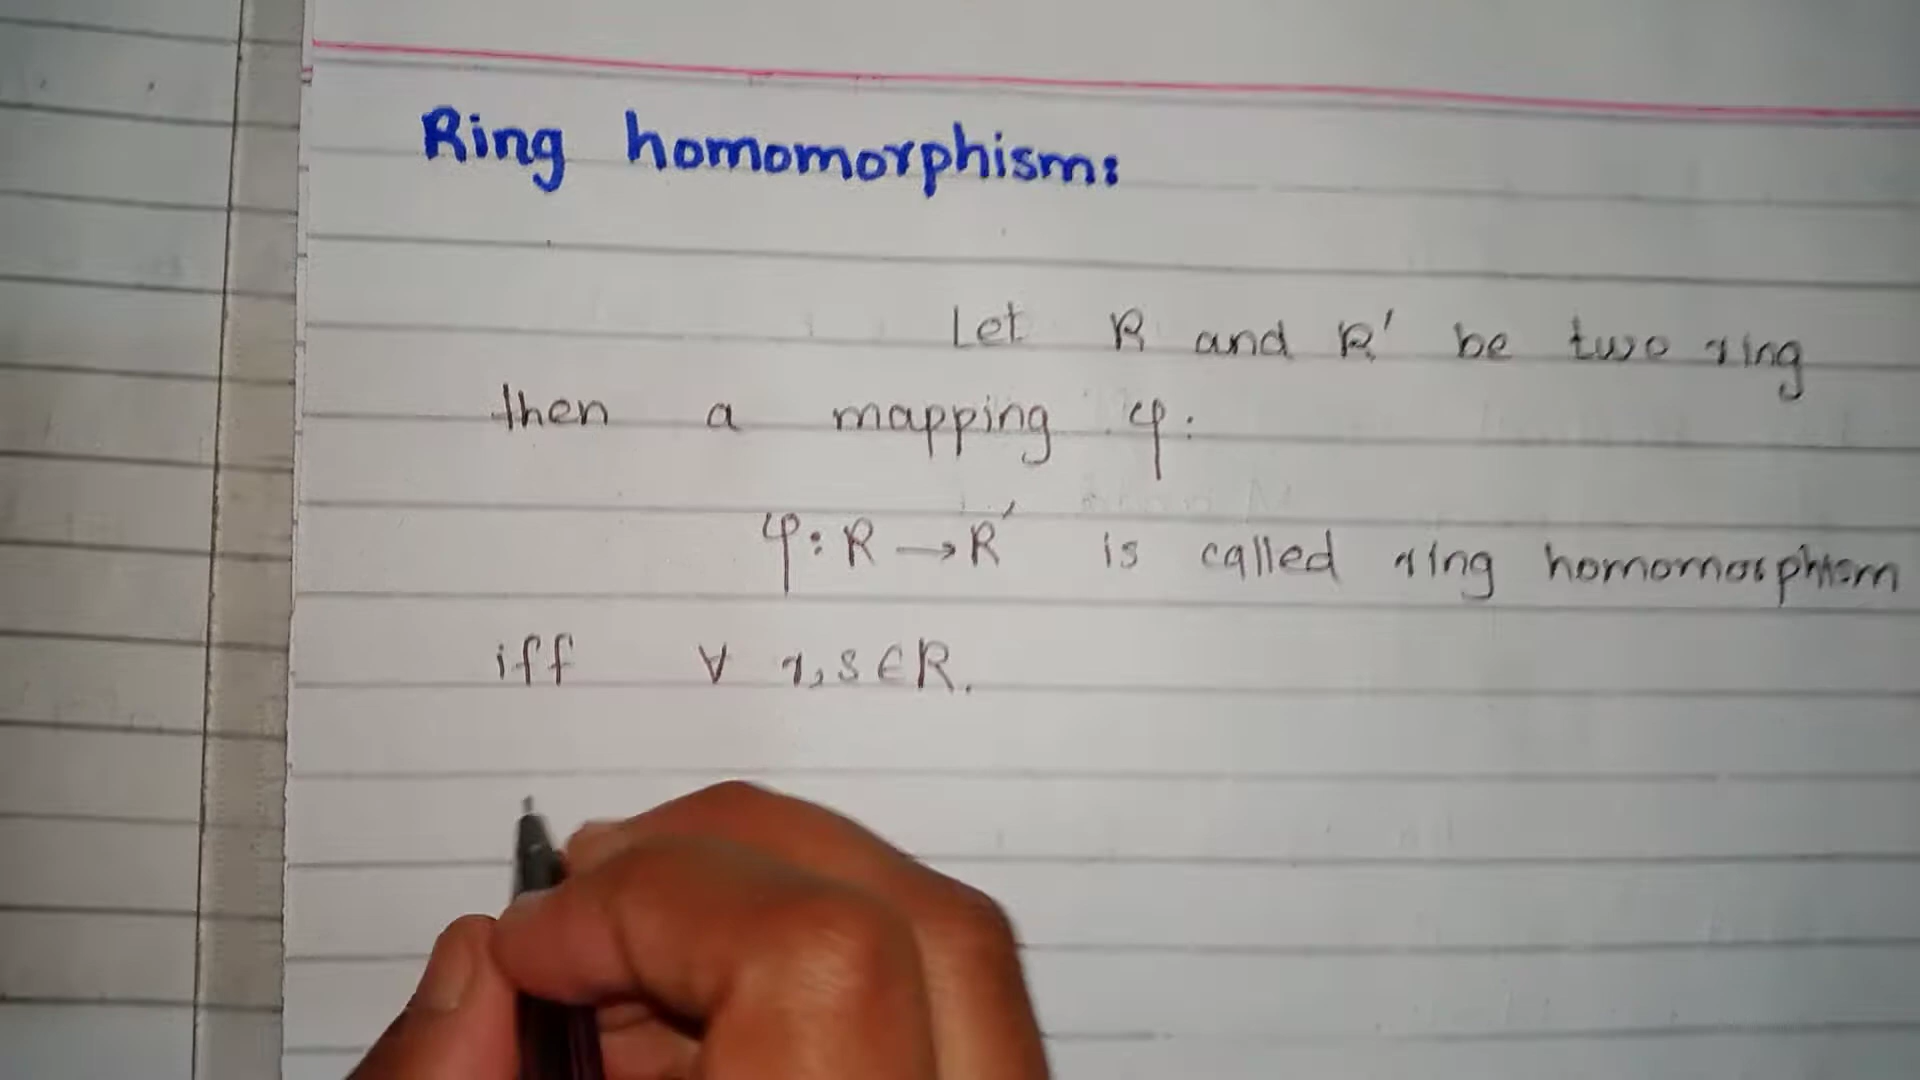 Ring homomorphism:
Let R and R' be two ring
then a mapping φ:
φ: R → R' is called ring homomorphism
iff ∀ r, s ∈ R.